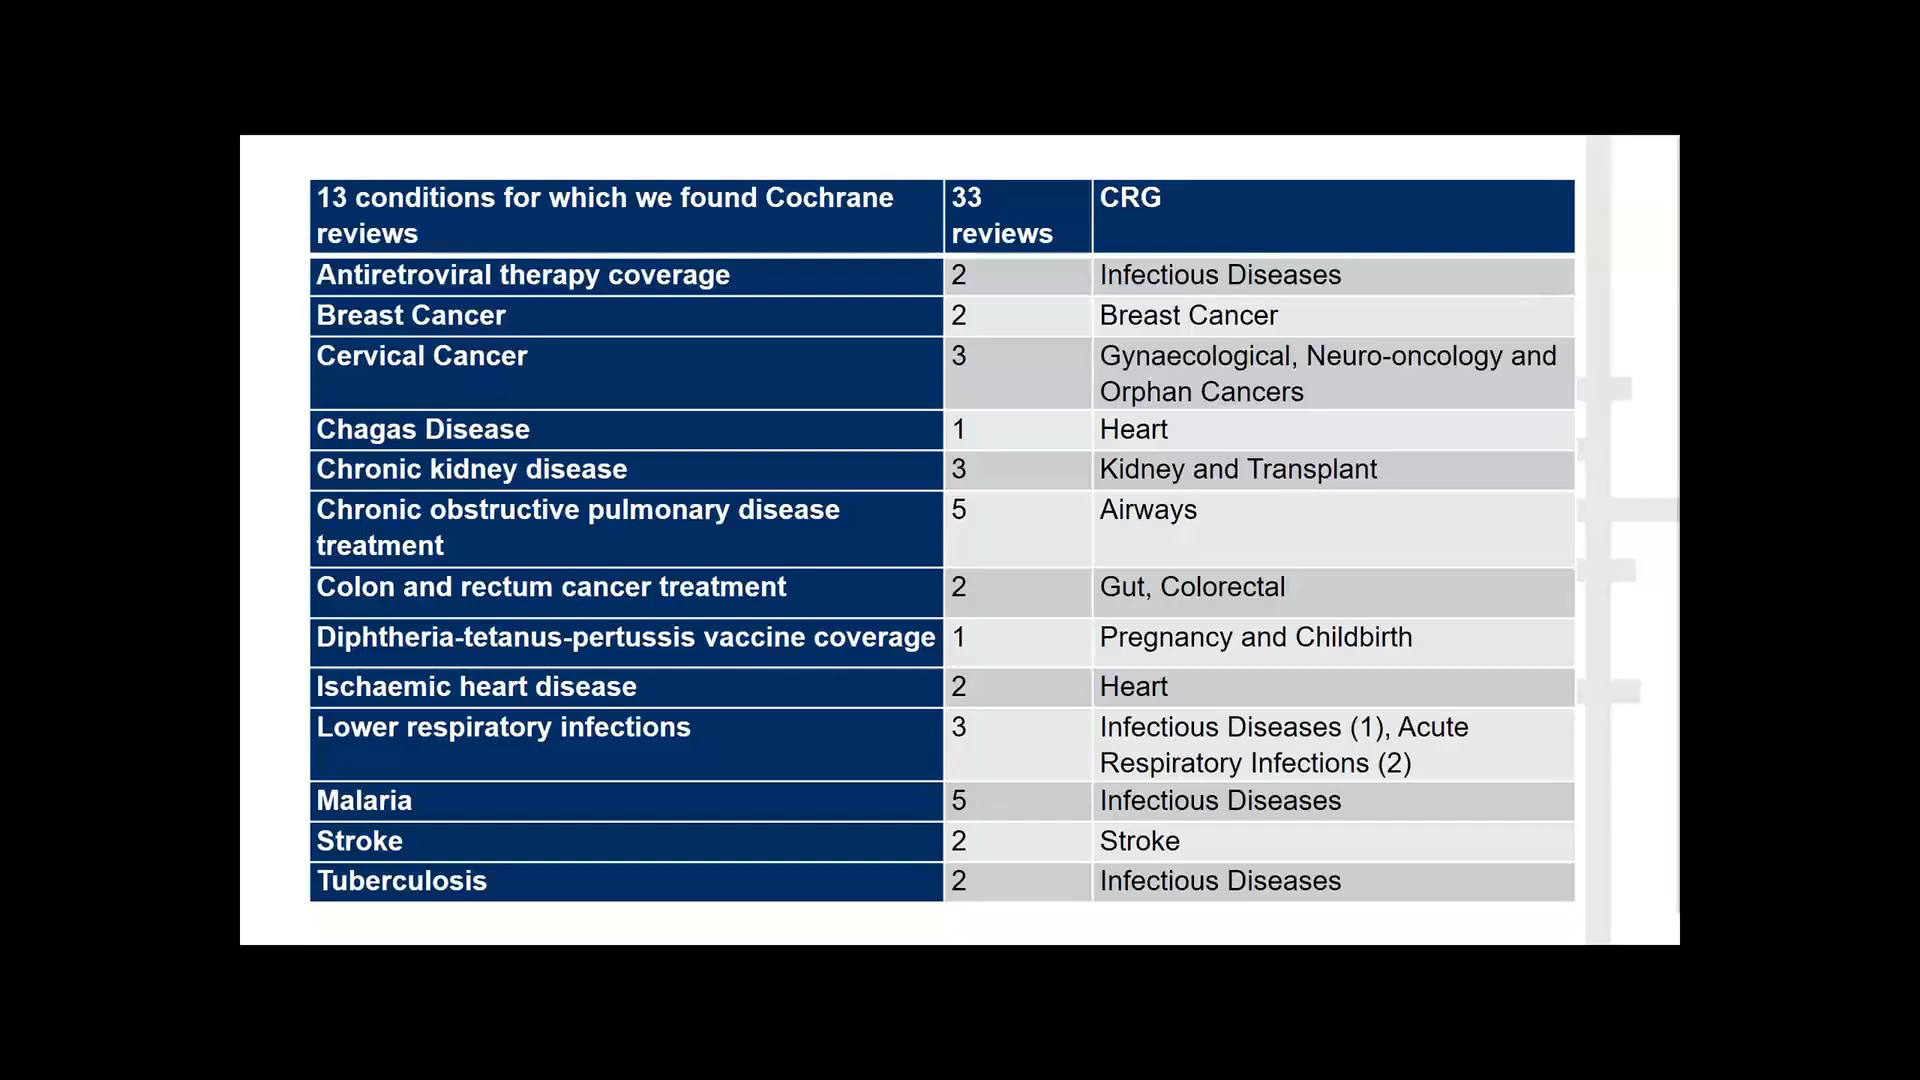 13 conditions for which we found Cochrane
reviews
33
reviews
CRG
Antiretroviral therapy coverage
2
Infectious Diseases
Breast Cancer
2
Breast Cancer
Cervical Cancer
3
Gynaecological, Neuro-oncology and
Orphan Cancers
Chagas Disease
1
Heart
Chronic kidney disease
3
Kidney and Transplant
Chronic obstructive pulmonary disease
treatment
5
Airways
Colon and rectum cancer treatment
2
Gut, Colorectal
Diphtheria-tetanus-pertussis vaccine coverage
1
Pregnancy and Childbirth
Ischaemic heart disease
2
Heart
Lower respiratory infections
3
Infectious Diseases (1), Acute
Respiratory Infections (2)
Malaria
5
Infectious Diseases
Stroke
2
Stroke
Tuberculosis
2
Infectious Diseases